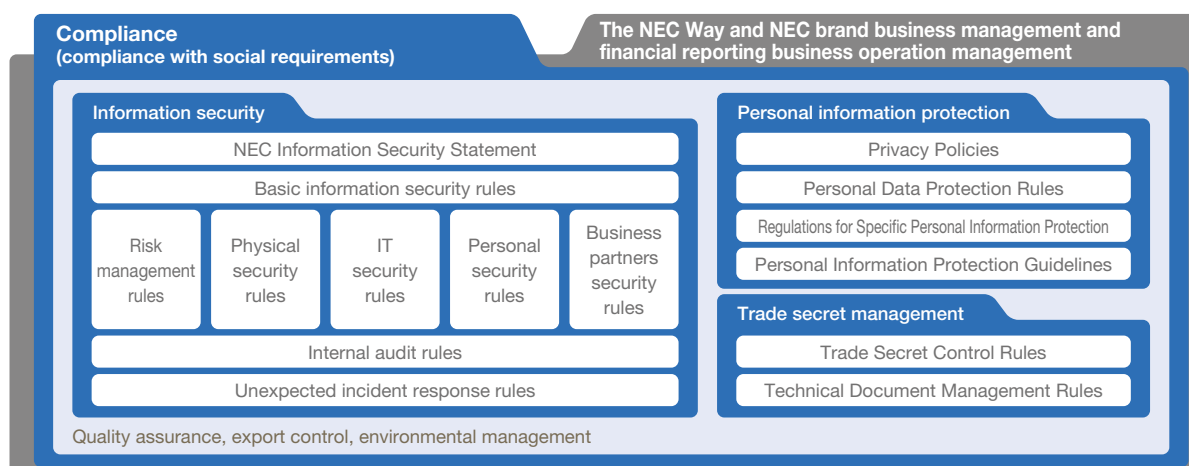 Compliance
(compliance with social requirements)
The NEC Way and NEC brand business management and
financial reporting business operation management
Information security
NEC Information Security Statement
Basic information security rules
Risk
management
rules
Physical
security
rules
IT
security
rules
Personal
security
rules
Business
partners
security
rules
Internal audit rules
Unexpected incident response rules
Personal information protection
Privacy Policies
Personal Data Protection Rules
Regulations for Specific Personal Information Protection
Personal Information Protection Guidelines
Trade secret management
Trade Secret Control Rules
Technical Document Management Rules
Quality assurance, export control, environmental management